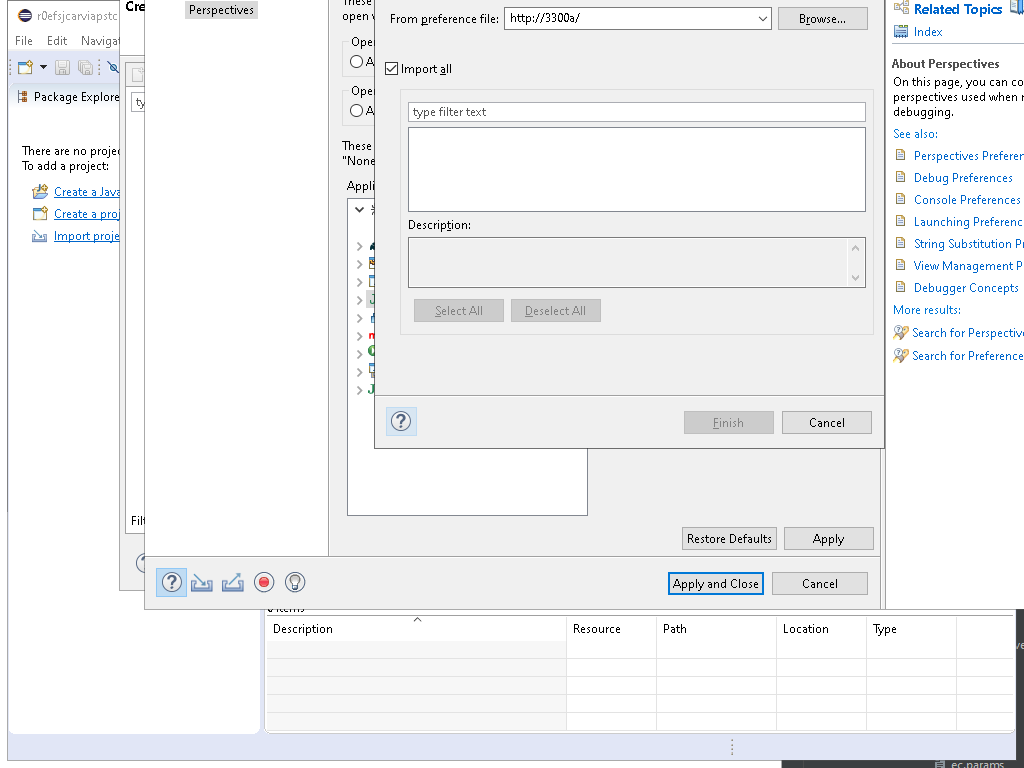 r0efsjcarviapstc
File Edit Navigat
Package Explore
There are no projec
To add a project:
Create a Java
Create a proj
Import proje
Cre
ty
Filt
Perspectives
These
open w
Open
A
Open
A
These
"None
Appli
From preference file: http://3300a/ Browse...
Import all
type filter text
Description:
Select All Deselect All
Finish Cancel
Restore Defaults Apply
Apply and Close Cancel
Related Topics
Index
About Perspectives
On this page, you can co
perspectives used when r
debugging.
See also:
Perspectives Preferen
Debug Preferences
Console Preferences
Launching Preferenc
String Substitution Pr
View Management P
Debugger Concepts
More results:
Search for Perspectiv
Search for Preference
0 items
Description Resource Path Location Type
ec.params